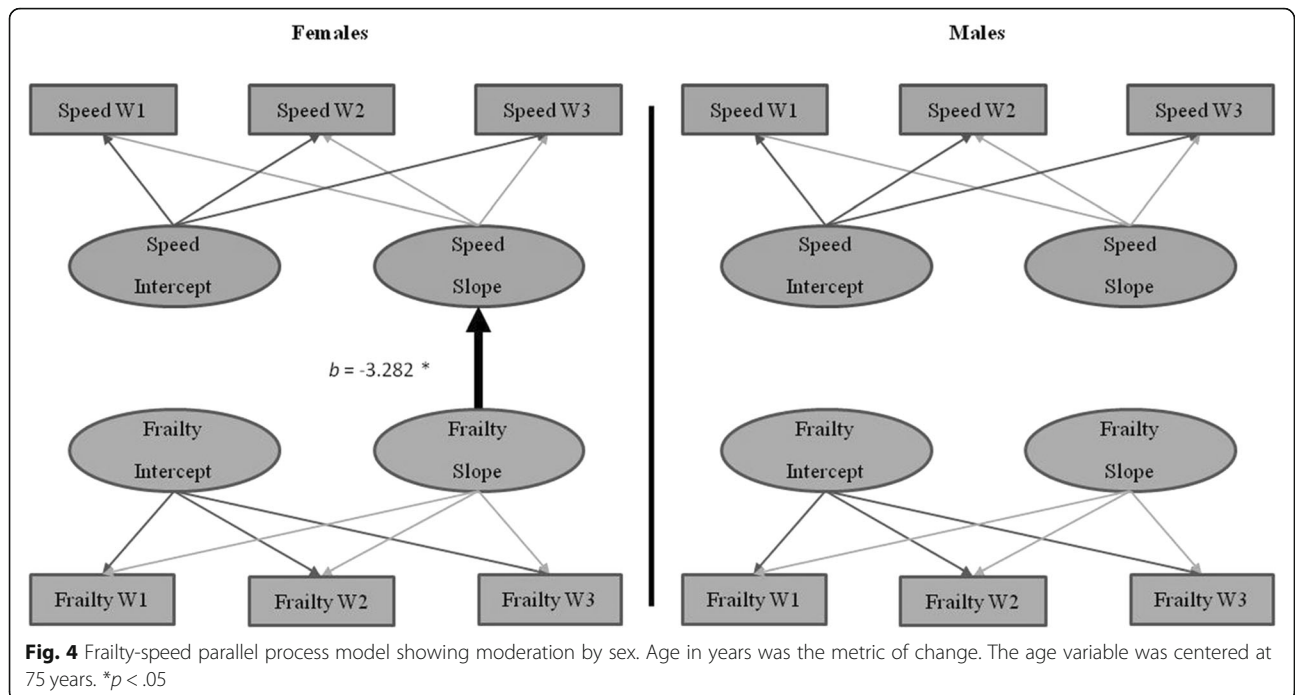 Females
Males
Speed W1
Speed W2
Speed W3
Speed W1
Speed W2
Speed W3
Speed
Intercept
Speed
Slope
Speed
Intercept
Speed
Slope
b = -3.282 *
Frailty
Intercept
Frailty
Slope
Frailty
Intercept
Frailty
Slope
Frailty W1
Frailty W2
Frailty W3
Frailty W1
Frailty W2
Frailty W3
Fig. 4 Frailty-speed parallel process model showing moderation by sex. Age in years was the metric of change. The age variable was centered at
75 years. *p < .05